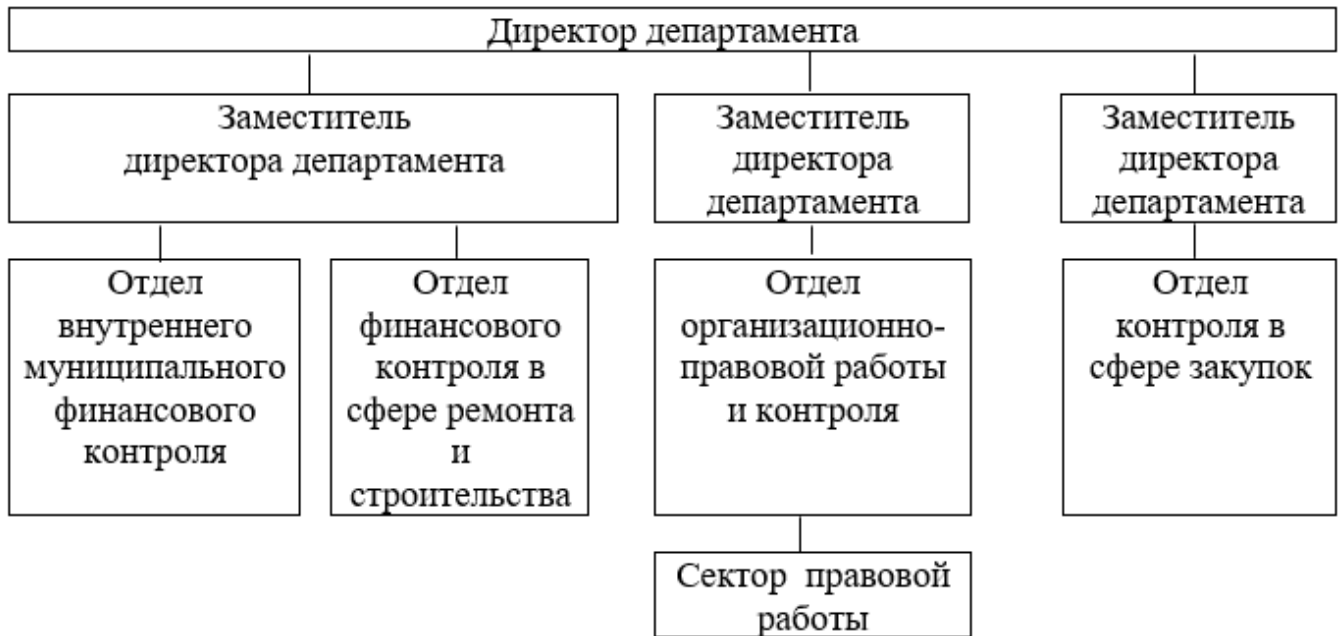 Директор департамента
Заместитель
директора департамента
Заместитель
директора
департамента
Заместитель
директора
департамента
Отдел
внутреннего
муниципального
финансового
контроля
Отдел
финансового
контроля в
сфере ремонта
и
строительства
Отдел
организационно-
правовой работы
и контроля
Отдел
контроля в
сфере закупок
Сектор правовой
работы